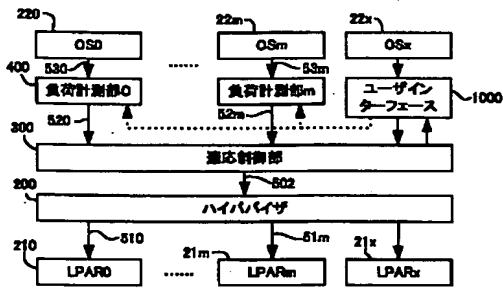 220 22m 22x
OS0 OSm OSx
400 530 53m
負荷計測部0 負荷計測部m ユーザイン
ターフェース 1000
520 52m
300
適応制御部
200 502
ハイパバイザ
210 510 21m 51m 21x
LPAR0 LPARm LPARx